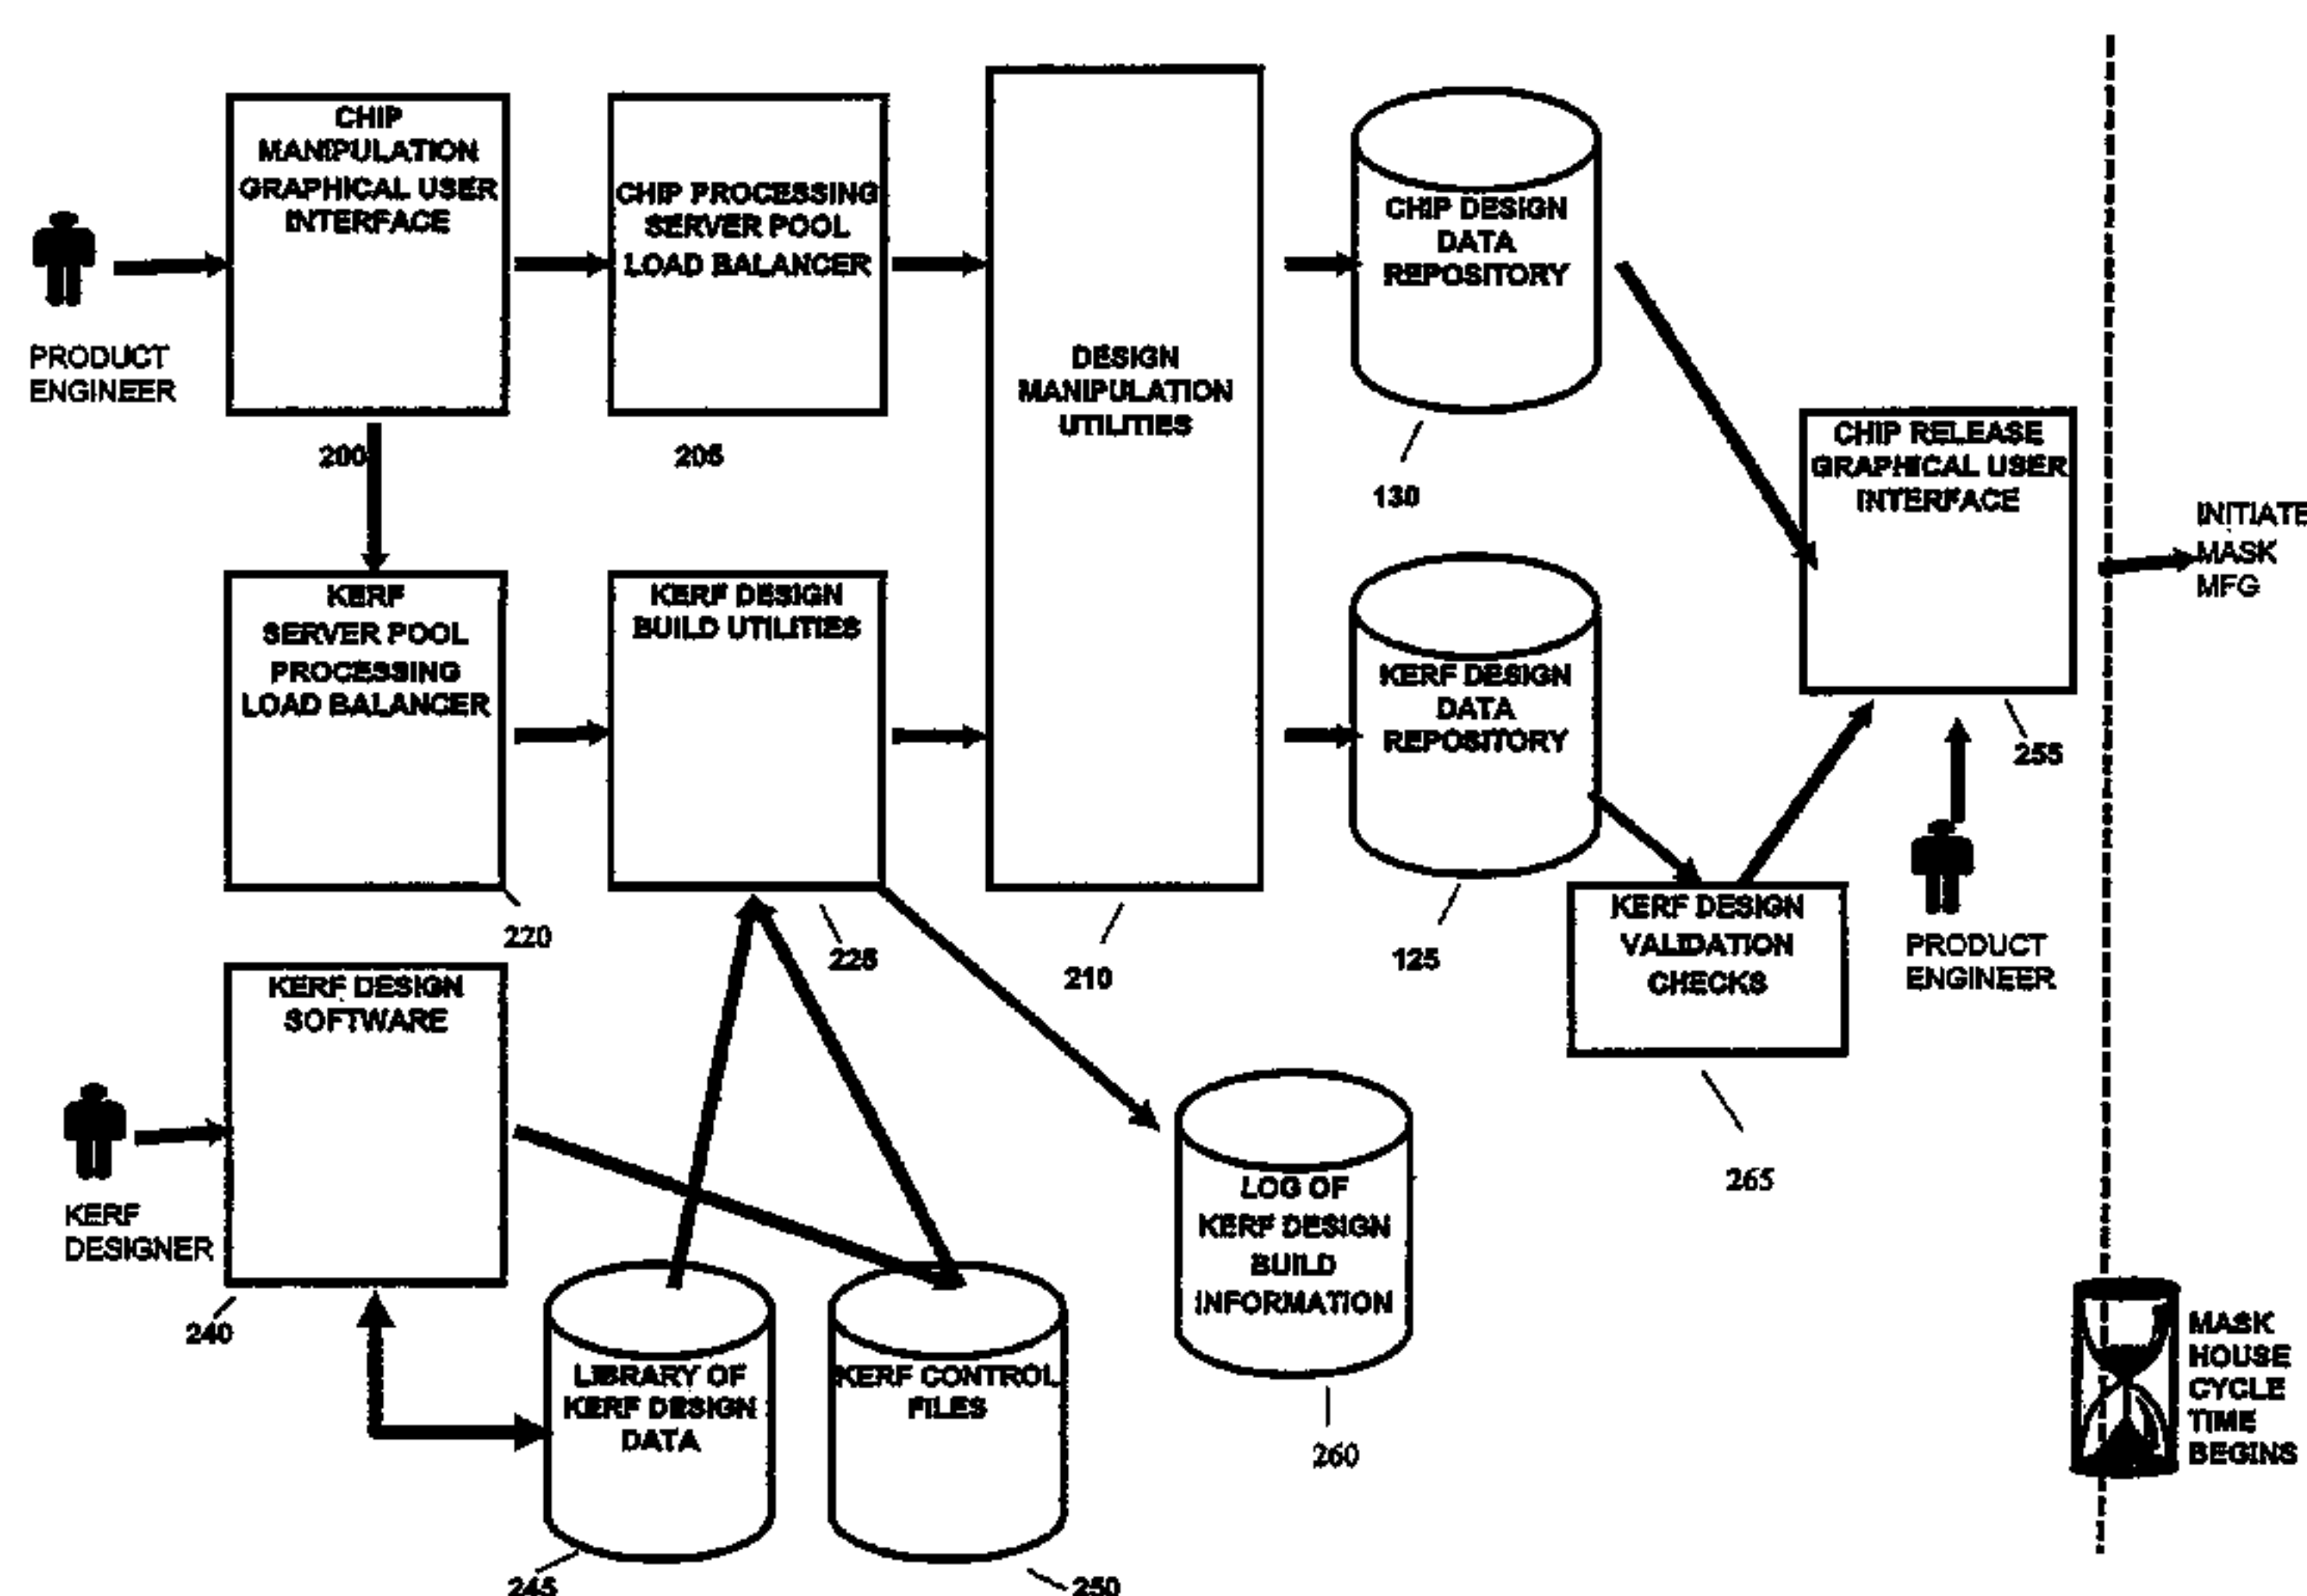 CHIP
MANIPULATION
GRAPHICAL USER
INTERFACE
CHIP PROCESSING
SERVER POOL
LOAD BALANCER
DESIGN
MANIPULATION
UTILITIES
CHIP DESIGN
DATA
REPOSITORY
PRODUCT
ENGINEER
200
205
130
CHIP RELEASE
GRAPHICAL USER
INTERFACE
INITIATE
MASK
MFG
KERF
SERVER POOL
PROCESSING
LOAD BALANCER
KERF DESIGN
BUILD UTILITIES
KERF DESIGN
DATA
REPOSITORY
255
220
225
210
125
KERF DESIGN
VALIDATION
CHECKS
PRODUCT
ENGINEER
KERF DESIGN
SOFTWARE
265
KERF
DESIGNER
LOG OF
KERF DESIGN
BUILD
INFORMATION
240
LIBRARY OF
KERF DESIGN
DATA
KERF CONTROL
FILES
260
MASK
HOUSE
CYCLE
TIME
BEGINS
245
250